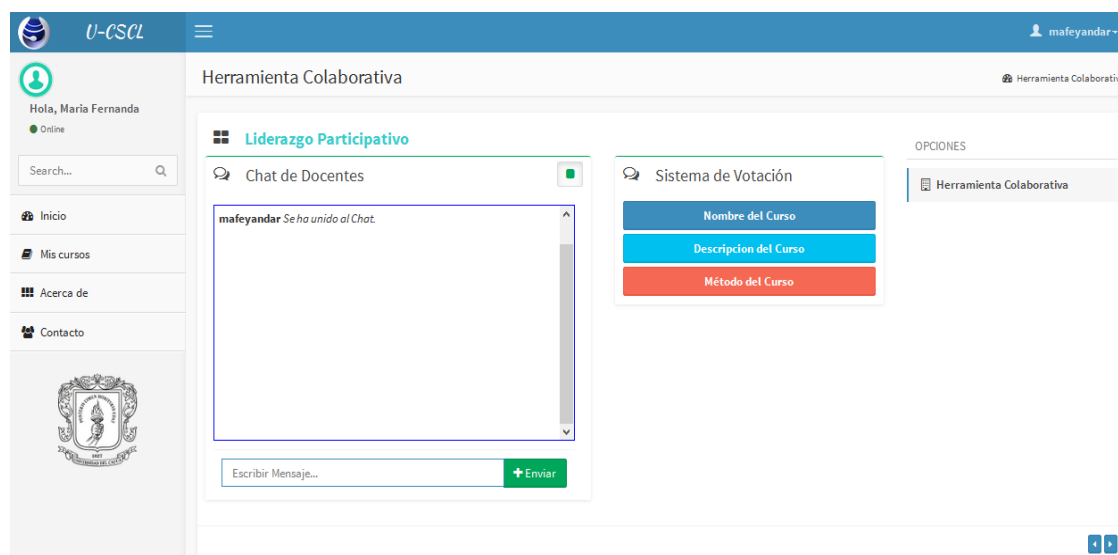 U-CSCL
mafeyandar
Hola, Maria Fernanda
Online
Search...
Inicio
Mis cursos
Acerca de
Contacto
Herramienta Colaborativa
Herramienta Colaborativ
Liderazgo Participativo
Chat de Docentes
mafeyandar Se ha unido al Chat.
Escribir Mensaje...
Enviar
Sistema de Votación
Nombre del Curso
Descripcion del Curso
Método del Curso
OPCIONES
Herramienta Colaborativa